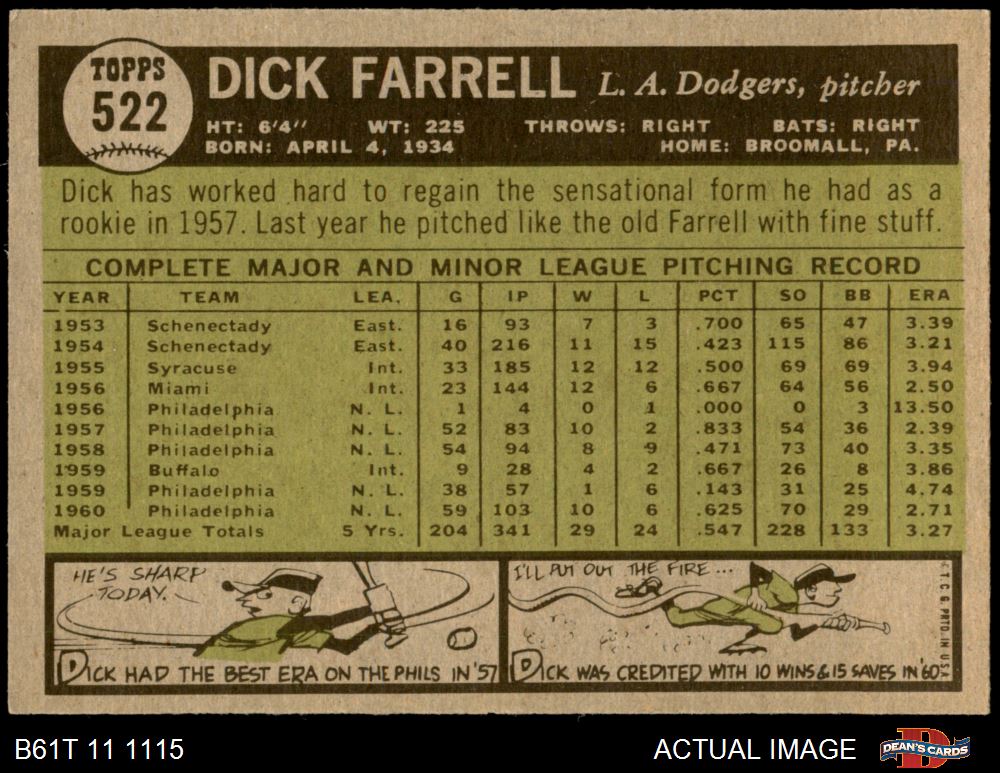 TOPPS
522
DICK FARRELL L. A. Dodgers, pitcher
HT: 6'4" WT: 225 THROWS: RIGHT BATS: RIGHT
BORN: APRIL 4, 1934 HOME: BROOMALL, PA.
Dick has worked hard to regain the sensational form he had as a
rookie in 1957. Last year he pitched like the old Farrell with fine stuff.
COMPLETE MAJOR AND MINOR LEAGUE PITCHING RECORD
YEAR TEAM LEA. G IP W L PCT SO BB ERA
1953 Schenectady East. 16 93 7 3 .700 65 47 3.39
1954 Schenectady East. 40 216 11 15 .423 115 86 3.21
1955 Syracuse Int. 33 185 12 12 .500 69 69 3.94
1956 Miami Int. 23 144 12 6 .667 64 56 2.50
1956 Philadelphia N. L. 1 4 0 1 .000 0 3 13.50
1957 Philadelphia N. L. 52 83 10 2 .833 54 36 2.39
1958 Philadelphia N. L. 54 94 8 9 .471 73 40 3.35
1959 Buffalo Int. 9 28 4 2 .667 26 8 3.86
1959 Philadelphia N. L. 38 57 1 6 .143 31 25 4.74
1960 Philadelphia N. L. 59 103 10 6 .625 70 29 2.71
Major League Totals 5 Yrs. 204 341 29 24 .547 228 133 3.27
HE'S SHARP
TODAY.
DICK HAD THE BEST ERA ON THE PHILS IN '57
I'LL PUT OUT THE FIRE...
DICK WAS CREDITED WITH 10 WINS & 15 SAVES IN '60
© T. C. G. PRTD. IN U.S.A.
B61T 11 1115
ACTUAL IMAGE
DEAN'S CARDS